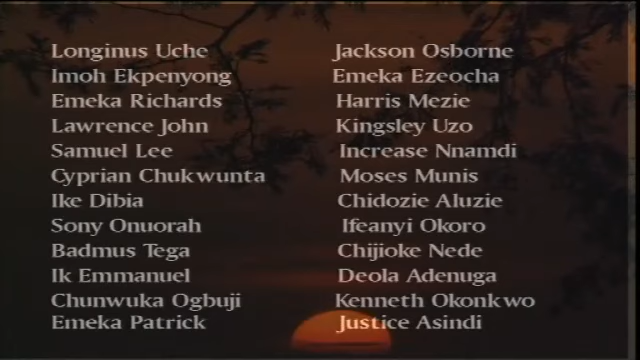 Longinus Uche
Imoh Ekpenyong
Emeka Richards
Lawrence John
Samuel Lee
Cyprian Chukwunta
Ike Dibia
Sony Onuorah
Badmus Tega
Ik Emmanuel
Chunwuka Ogbuji
Emeka Patrick
Jackson Osborne
Emeka Ezeocha
Harris Mezie
Kingsley Uzo
Increase Nnamdi
Moses Munis
Chidozie Aluzie
Ifeanyi Okoro
Chijioke Nede
Deola Adenuga
Kenneth Okonkwo
Justice Asindi